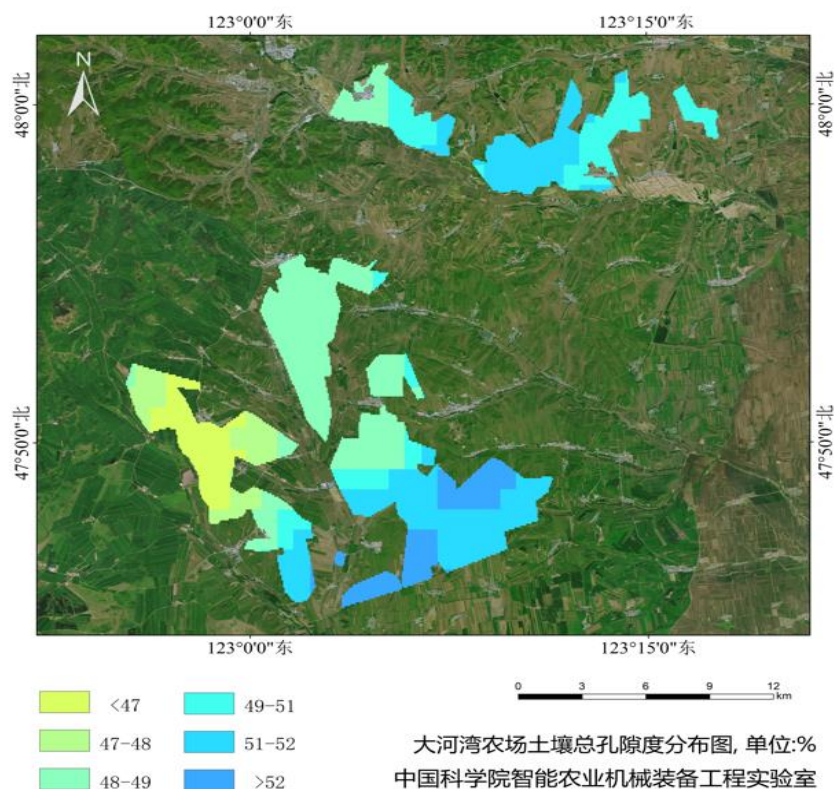 123°0'0"东 123°15'0"东
N
48°0'0"北 48°0'0"北
47°50'0"北 47°50'0"北
123°0'0"东 123°15'0"东
<47 49-51
47-48 51-52
48-49 >52
0 3 6 9 12
km
大河湾农场土壤总孔隙度分布图, 单位:%
中国科学院智能农业机械装备工程实验室